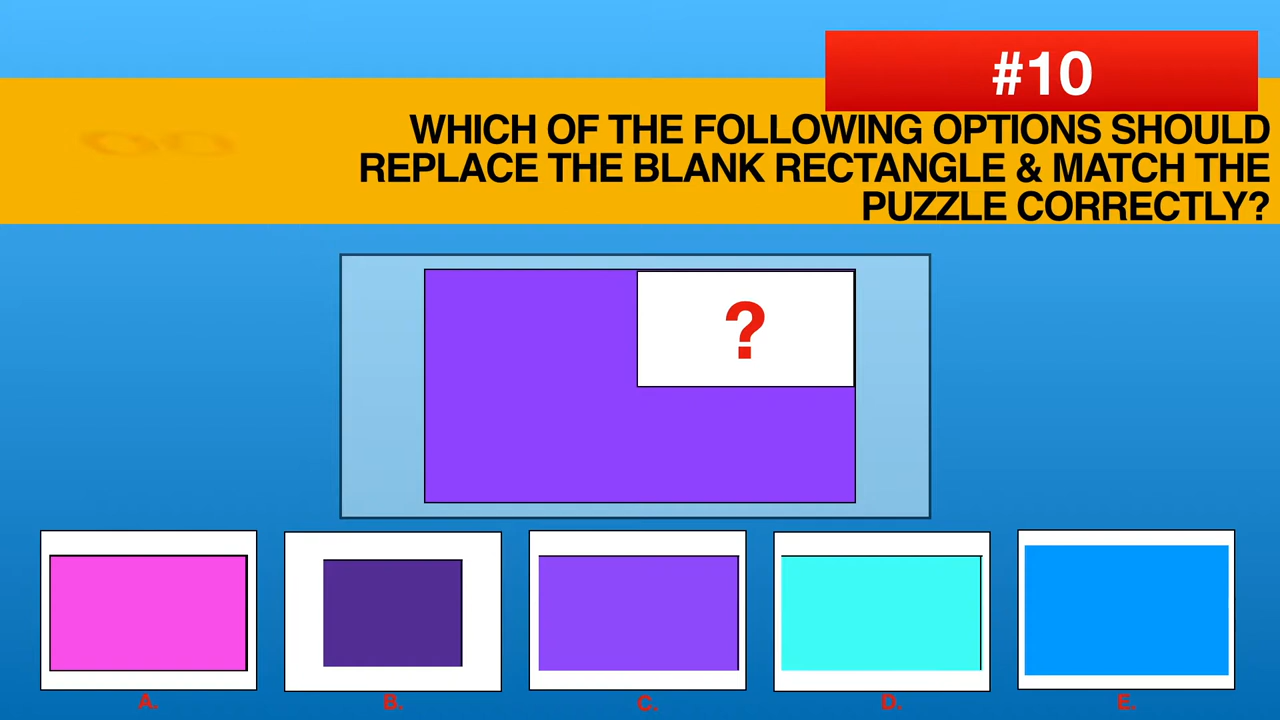 #10
WHICH OF THE FOLLOWING OPTIONS SHOULD
REPLACE THE BLANK RECTANGLE & MATCH THE
PUZZLE CORRECTLY?
?
A. B. C. D. E.